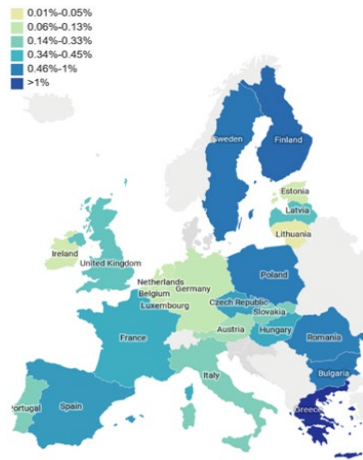 0.01%-0.05%
0.06%-0.13%
0.14%-0.33%
0.34%-0.45%
0.46%-1%
>1%
Sweden
Finland
Estonia
Latvia
Lithuania
Ireland
United Kingdom
Netherlands
Germany
Poland
Belgium
Luxembourg
Czech Republic
Slovakia
Austria
Hungary
France
Romania
Italy
Bulgaria
Portugal
Spain
Greece